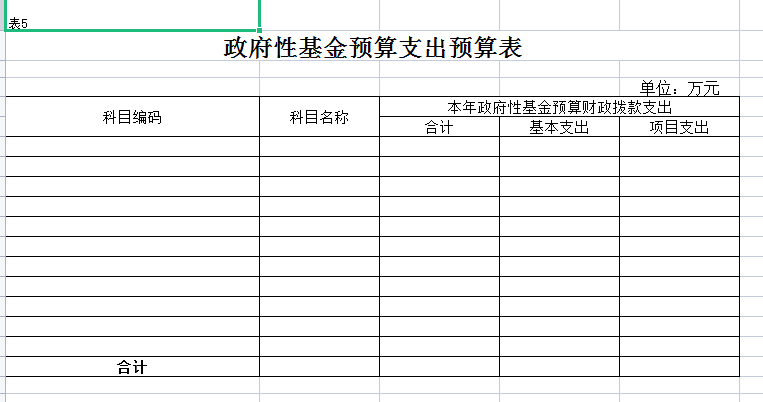 表5
政府性基金预算支出预算表
单位：万元
科目编码 科目名称 本年政府性基金预算财政拨款支出
合计 基本支出 项目支出
合计